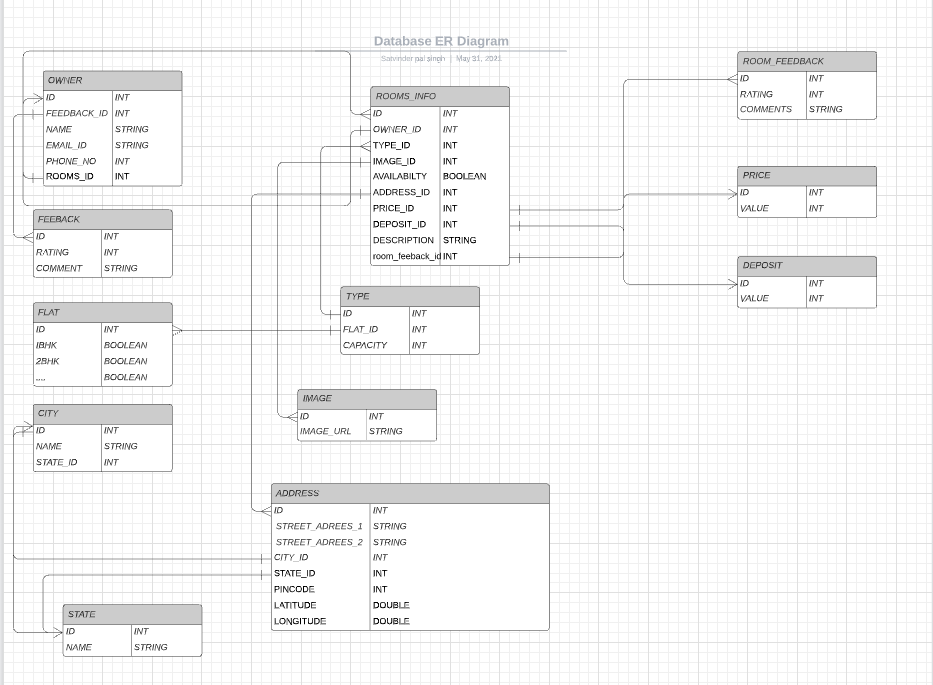 Database ER Diagram
Satvinder pal singh | May 31, 2021
OWNER
ID INT
FEEDBACK_ID INT
NAME STRING
EMAIL_ID STRING
PHONE_NO INT
ROOMS_ID INT
ROOMS_INFO
ID INT
OWNER_ID INT
TYPE_ID INT
IMAGE_ID INT
AVAILABILTY BOOLEAN
ADDRESS_ID INT
PRICE_ID INT
DEPOSIT_ID INT
DESCRIPTION STRING
room_feeback_id INT
ROOM_FEEDBACK
ID INT
RATING INT
COMMENTS STRING
PRICE
ID INT
VALUE INT
DEPOSIT
ID INT
VALUE INT
FEEBACK
ID INT
RATING INT
COMMENT STRING
FLAT
ID INT
IBHK BOOLEAN
2BHK BOOLEAN
.... BOOLEAN
TYPE
ID INT
FLAT_ID INT
CAPACITY INT
CITY
ID INT
NAME STRING
STATE_ID INT
IMAGE
ID INT
IMAGE_URL STRING
ADDRESS
ID INT
STREET_ADREES_1 STRING
STREET_ADREES_2 STRING
CITY_ID INT
STATE_ID INT
PINCODE INT
LATITUDE DOUBLE
LONGITUDE DOUBLE
STATE
ID INT
NAME STRING